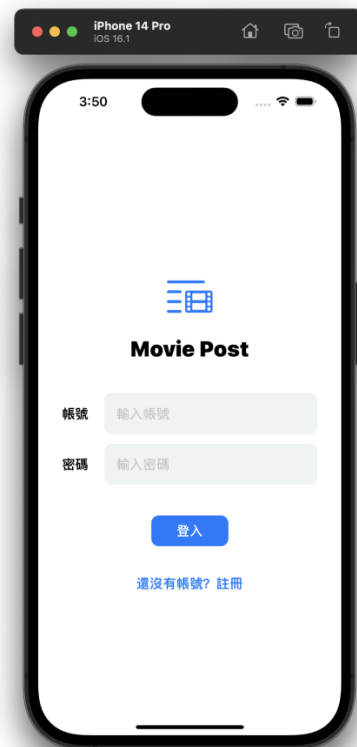 iPhone 14 Pro
iOS 16.1
3:50
Movie Post
帳號 輸入帳號
密碼 輸入密碼
登入
還沒有帳號? 註冊